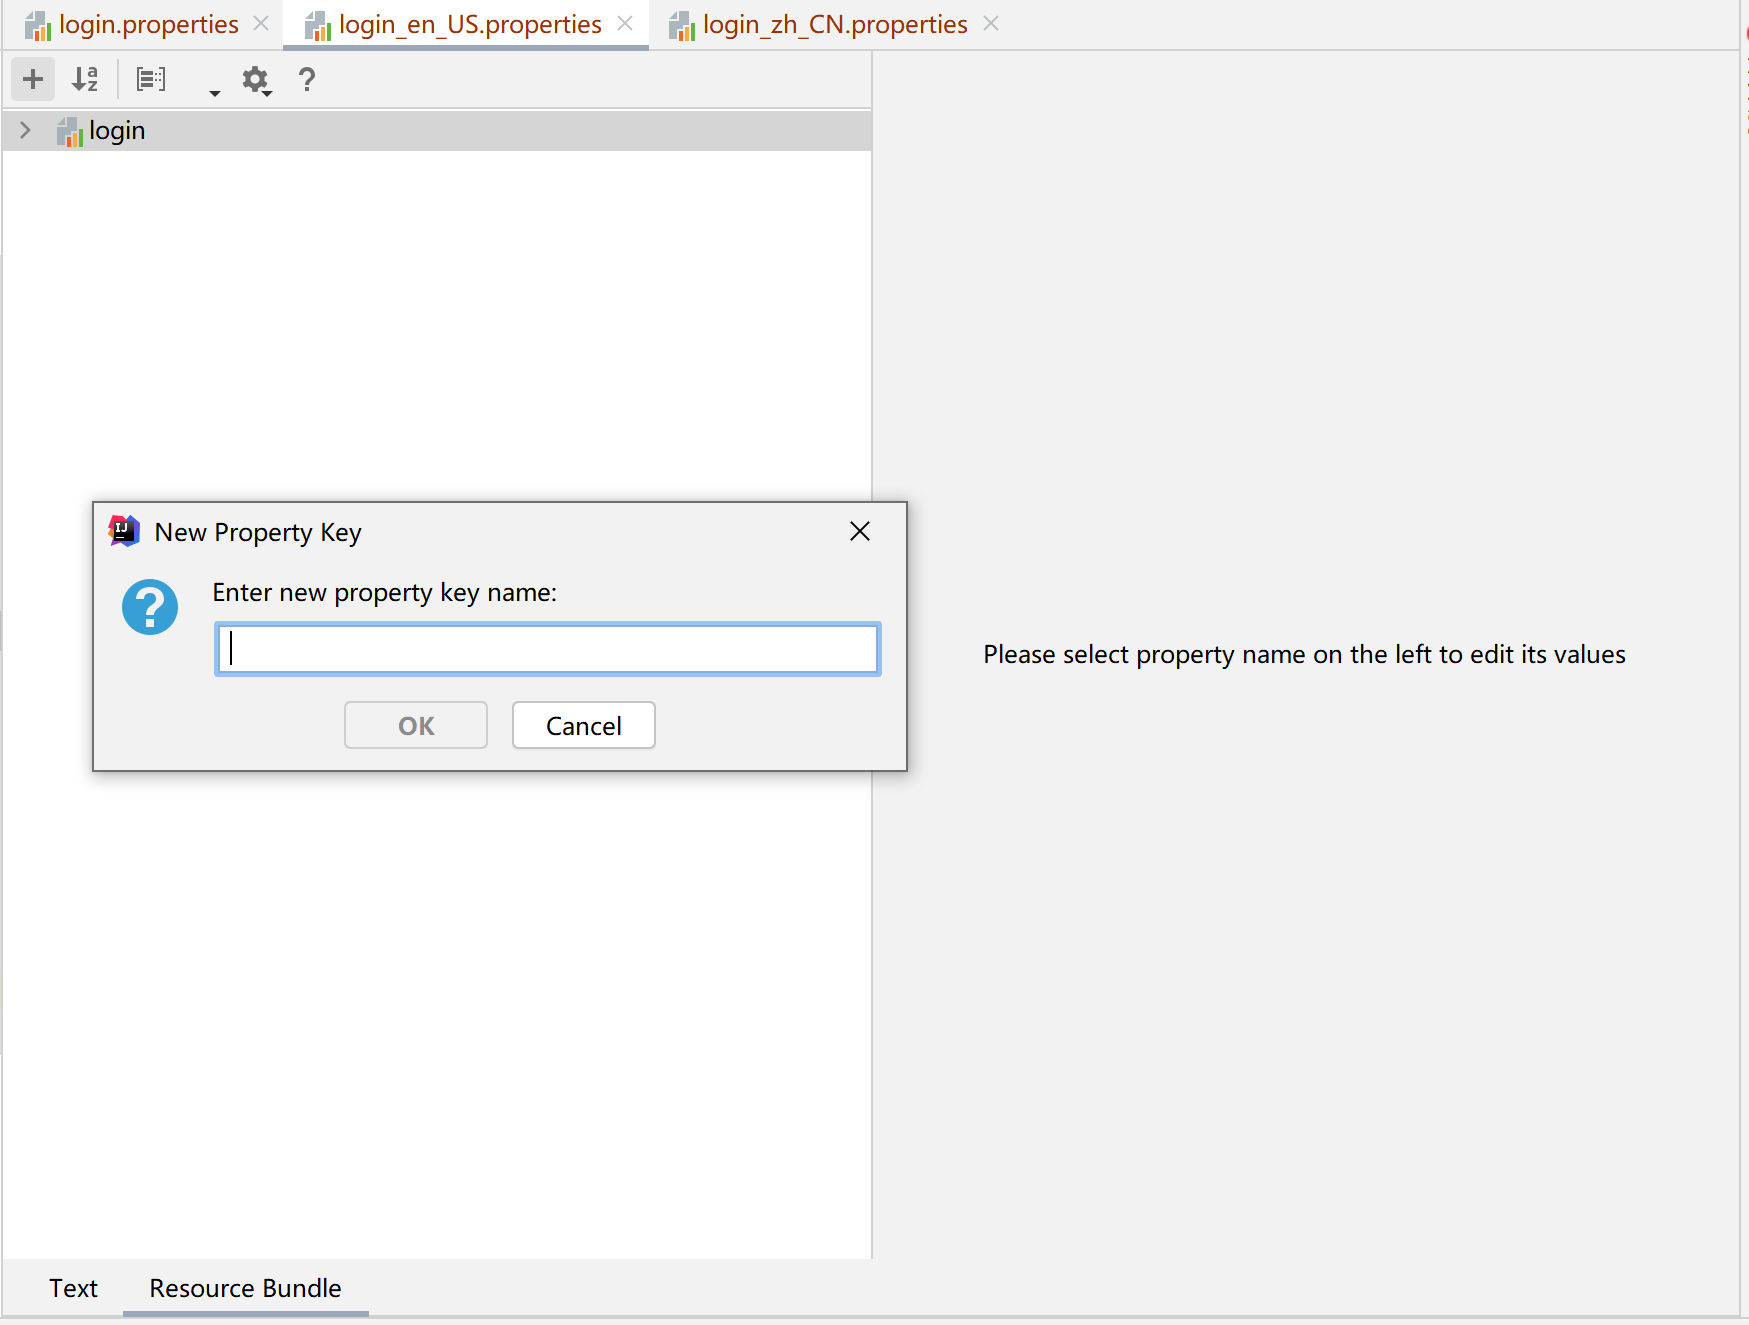 login.properties
login_en_US.properties
login_zh_CN.properties
login
New Property Key
Enter new property key name:
OK
Cancel
Please select property name on the left to edit its values
Text
Resource Bundle